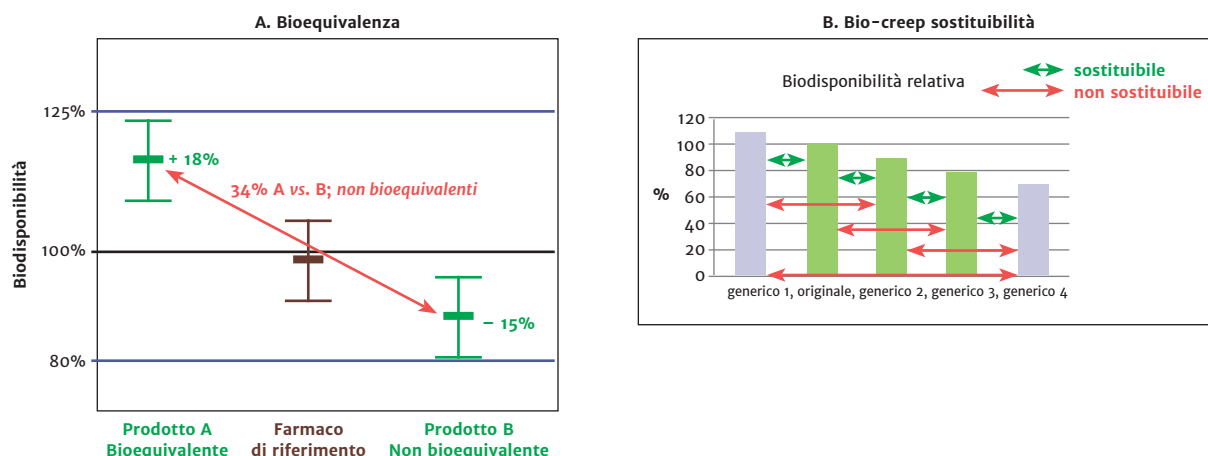 A. Bioequivalenza
Biodisponibilità
125%
100%
80%
+ 18%
34% A vs. B; non bioequivalenti
– 15%
Prodotto A
Bioequivalente
Farmaco
di riferimento
Prodotto B
Non bioequivalente
B. Bio-creep sostituibilità
Biodisponibilità relativa
sostituibile
non sostituibile
%
120
100
80
60
40
20
0
generico 1, originale, generico 2, generico 3, generico 4